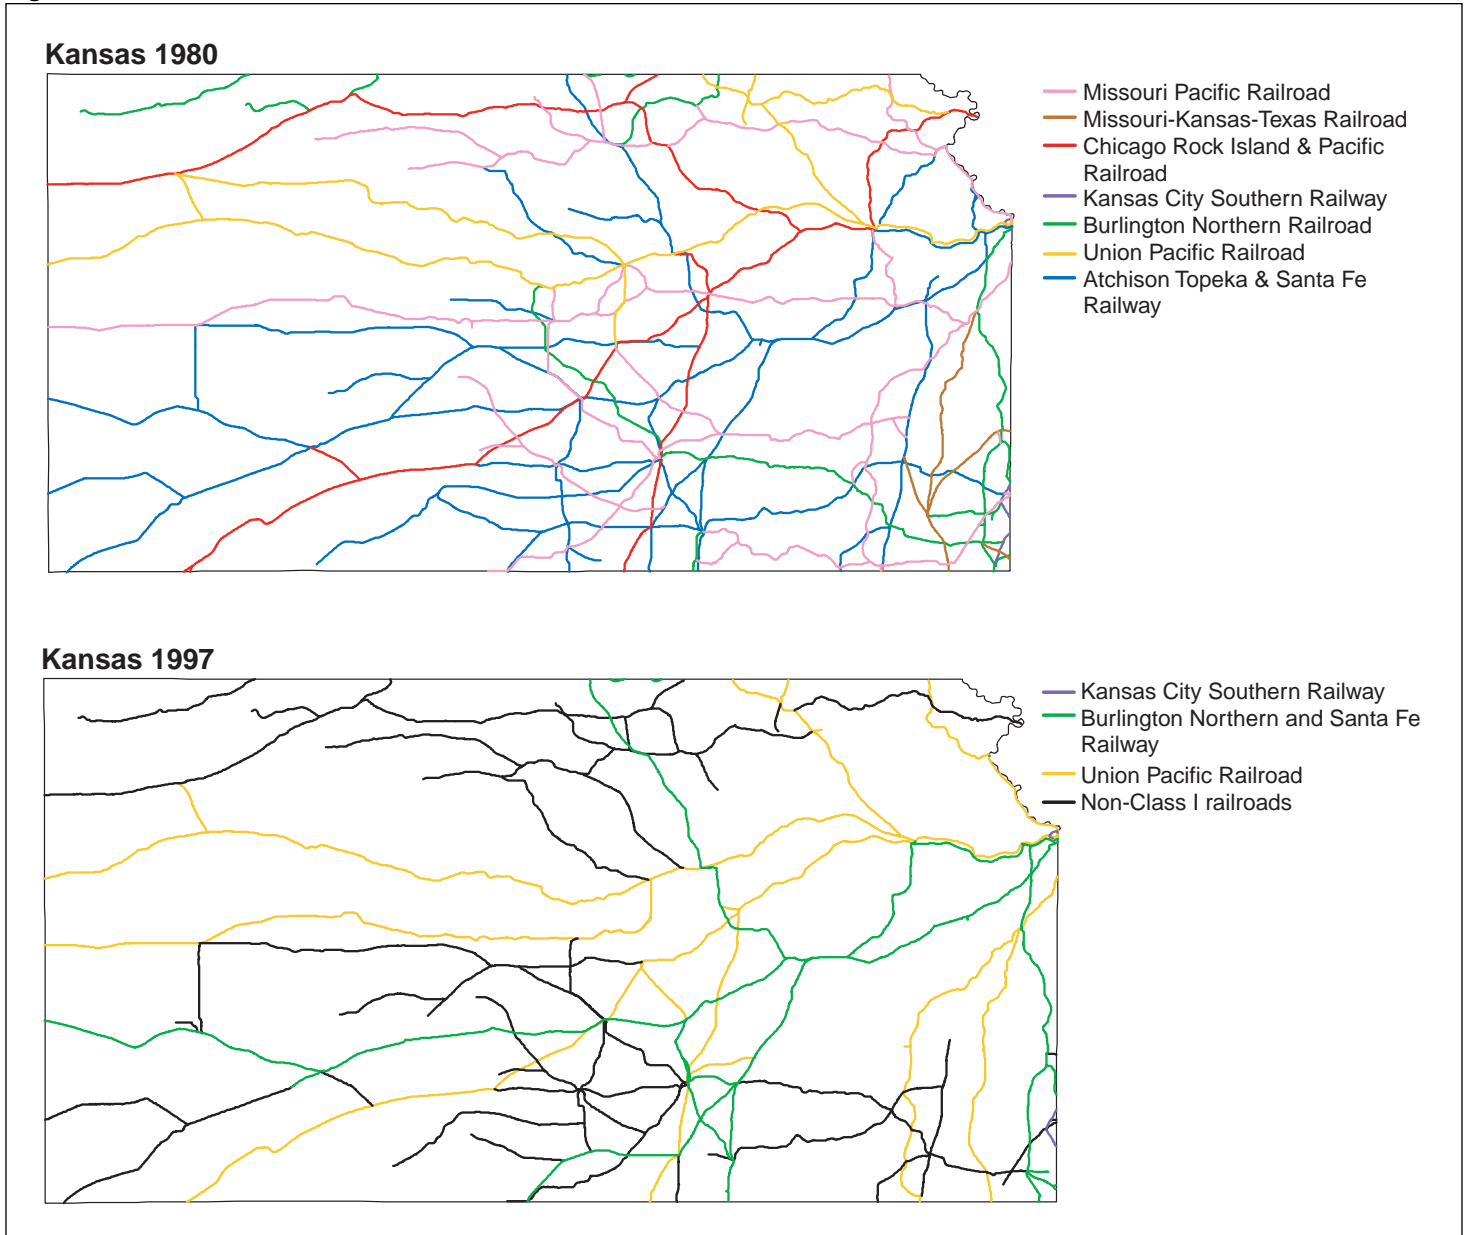 Kansas 1980
Missouri Pacific Railroad
Missouri-Kansas-Texas Railroad
Chicago Rock Island & Pacific
Railroad
Kansas City Southern Railway
Burlington Northern Railroad
Union Pacific Railroad
Atchison Topeka & Santa Fe
Railway
Kansas 1997
Kansas City Southern Railway
Burlington Northern and Santa Fe
Railway
Union Pacific Railroad
Non-Class I railroads